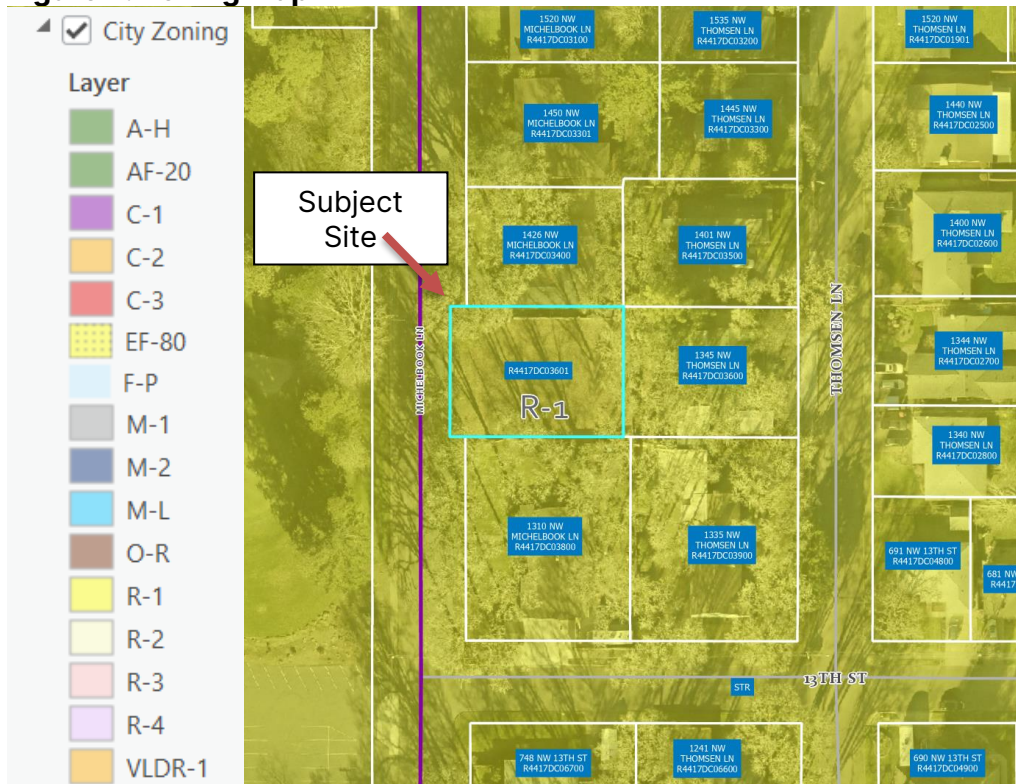 City Zoning
Layer
A-H
AF-20
C-1
C-2
C-3
EF-80
F-P
M-1
M-2
M-L
O-R
R-1
R-2
R-3
R-4
VLDR-1
1520 NW
MICHELBOOK LN
R4417DC03100
1535 NW
THOMSEN LN
R4417DC03200
1520 NW
THOMSEN LN
R4417DC01901
1450 NW
MICHELBOOK LN
R4417DC03301
1445 NW
THOMSEN LN
R4417DC03300
1440 NW
THOMSEN LN
R4417DC02500
Subject
Site
1426 NW
MICHELBOOK LN
R4417DC03400
1401 NW
THOMSEN LN
R4417DC03500
1400 NW
THOMSEN LN
R4417DC02600
MICHELBOOK LN
R4417DC03601
R-1
1345 NW
THOMSEN LN
R4417DC03600
THOMSEN LN
1344 NW
THOMSEN LN
R4417DC02700
1340 NW
THOMSEN LN
R4417DC02800
1310 NW
MICHELBOOK LN
R4417DC03800
1335 NW
THOMSEN LN
R4417DC03900
691 NW 13TH ST
R4417DC04800
681 NW
R4417
STR
13TH ST
748 NW 13TH ST
R4417DC06700
1241 NW
THOMSEN LN
R4417DC06600
690 NW 13TH ST
R4417DC04900